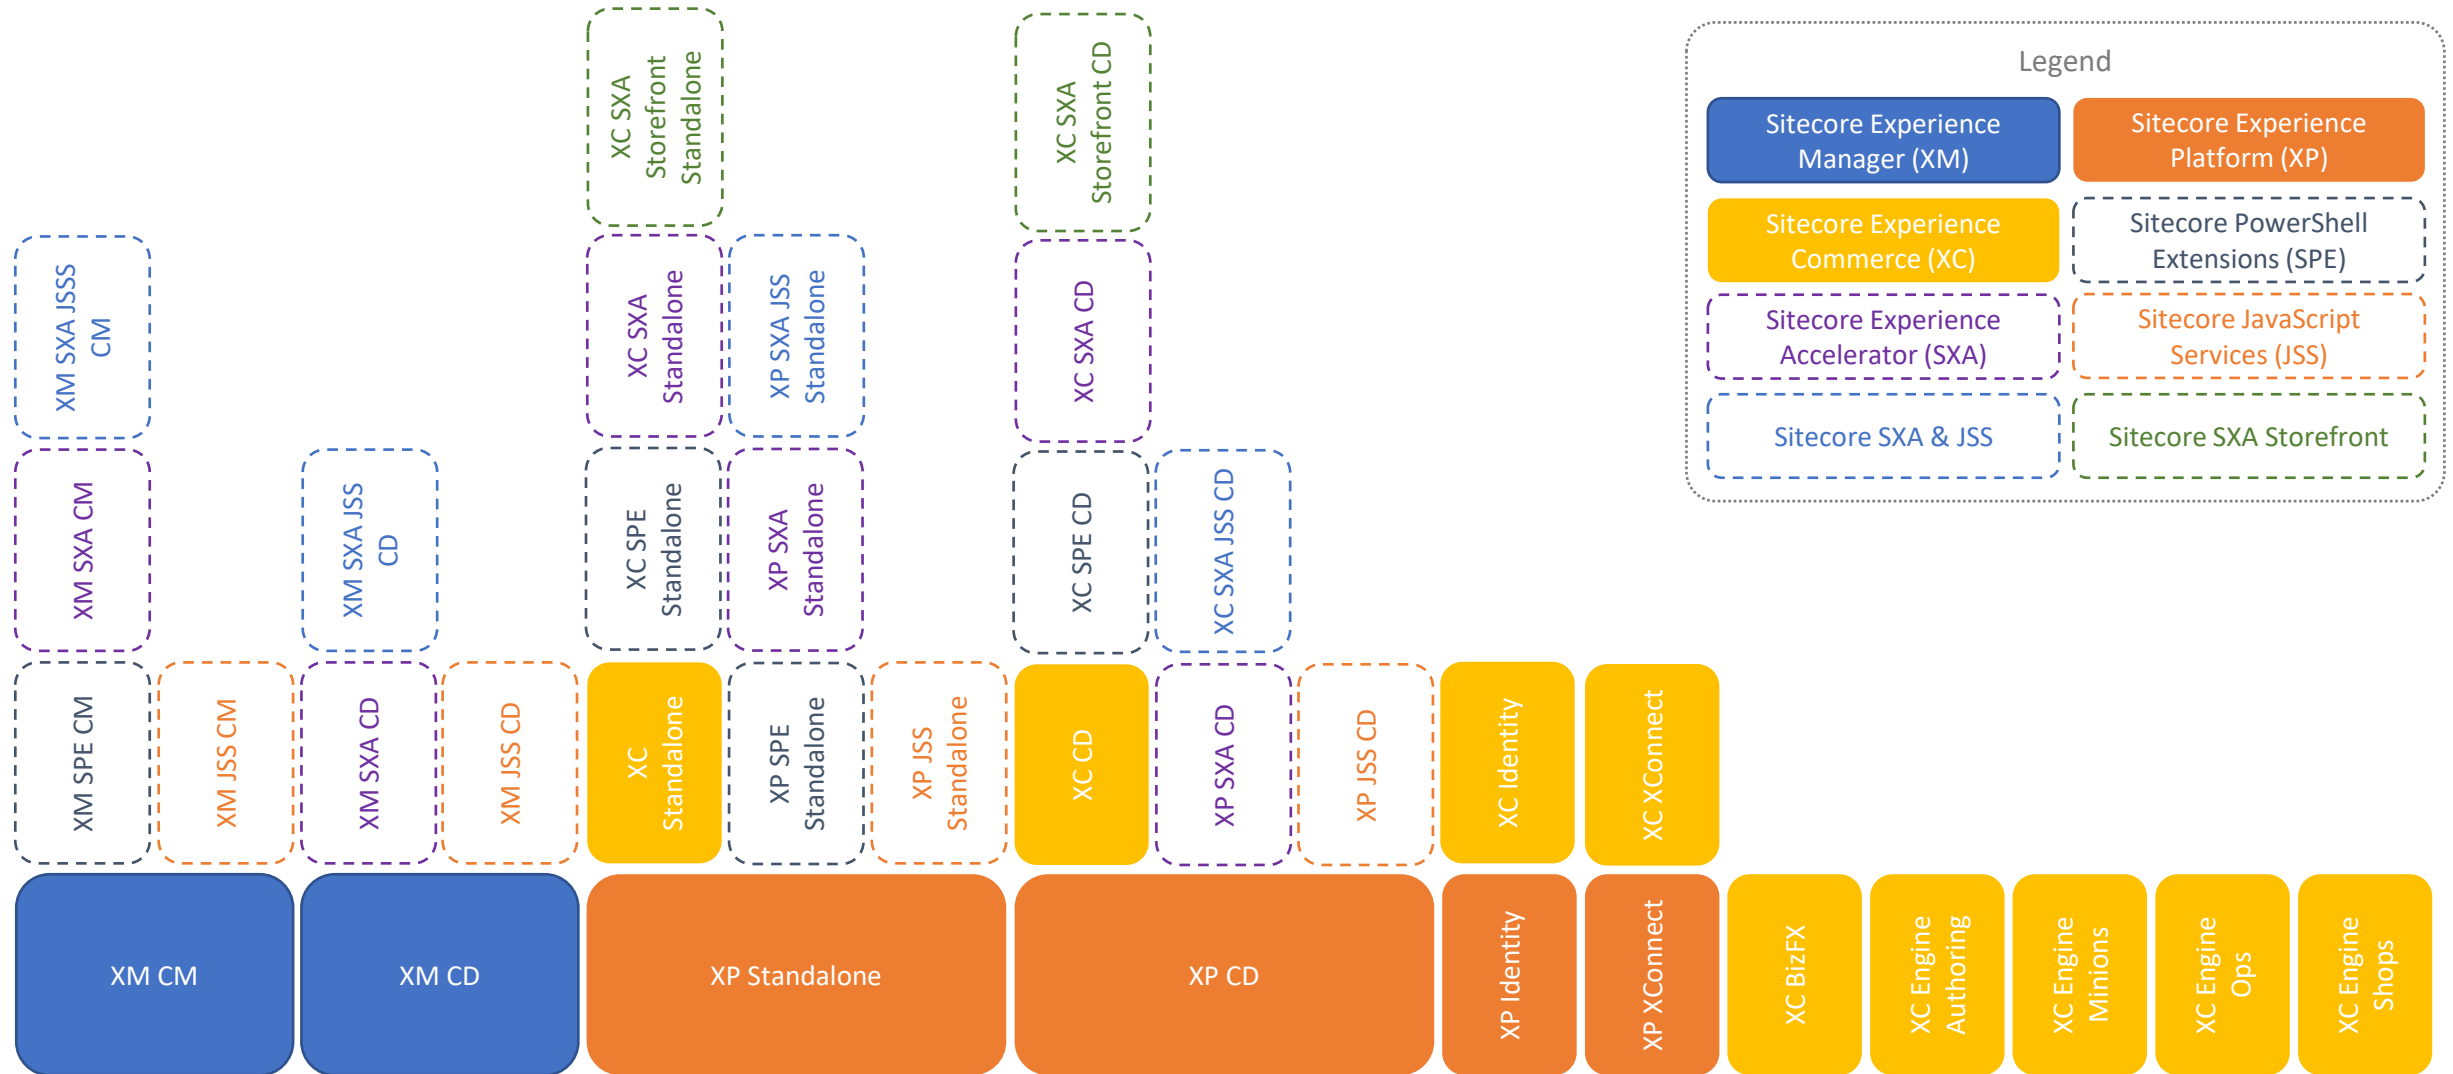 XC SXA
Storefront
Standalone
XC SXA
Storefront CD
Legend
Sitecore Experience
Manager (XM)
Sitecore Experience
Platform (XP)
Sitecore Experience
Commerce (XC)
Sitecore PowerShell
Extensions (SPE)
Sitecore Experience
Accelerator (SXA)
Sitecore JavaScript
Services (JSS)
Sitecore SXA & JSS
Sitecore SXA Storefront
XM SXA JSSS
CM
XC SXA
Standalone
XP SXA JSS
Standalone
XC SXA CD
XM SXA CM
XM SXA JSS
CD
XC SPE
Standalone
XP SXA
Standalone
XC SPE CD
XC SXA JSS CD
XM SPE CM
XM JSS CM
XM SXA CD
XM JSS CD
XC
Standalone
XP SPE
Standalone
XP JSS
Standalone
XC CD
XP SXA CD
XP JSS CD
XC Identity
XC XConnect
XM CM
XM CD
XP Standalone
XP CD
XP Identity
XP XConnect
XC BizFX
XC Engine
Authoring
XC Engine
Minions
XC Engine
Ops
XC Engine
Shops